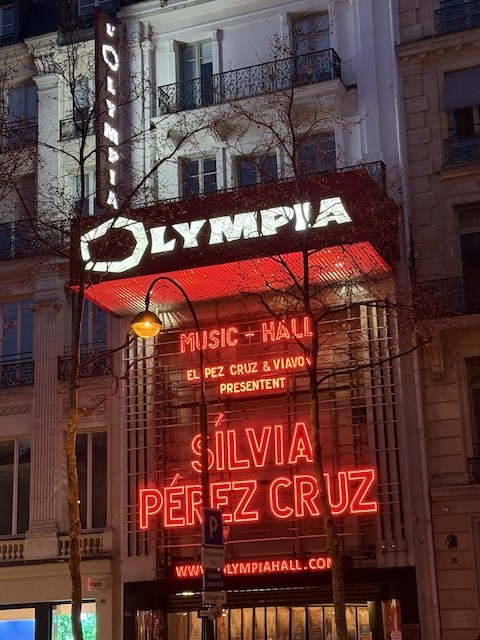 L'OLYMPIA
OLYMPIA
MUSIC - HALL
EL PEZ CRUZ & VIAVOX
PRESENTENT
SÍLVIA
PÉREZ CRUZ
WWW.OLYMPIAHALL.COM
P